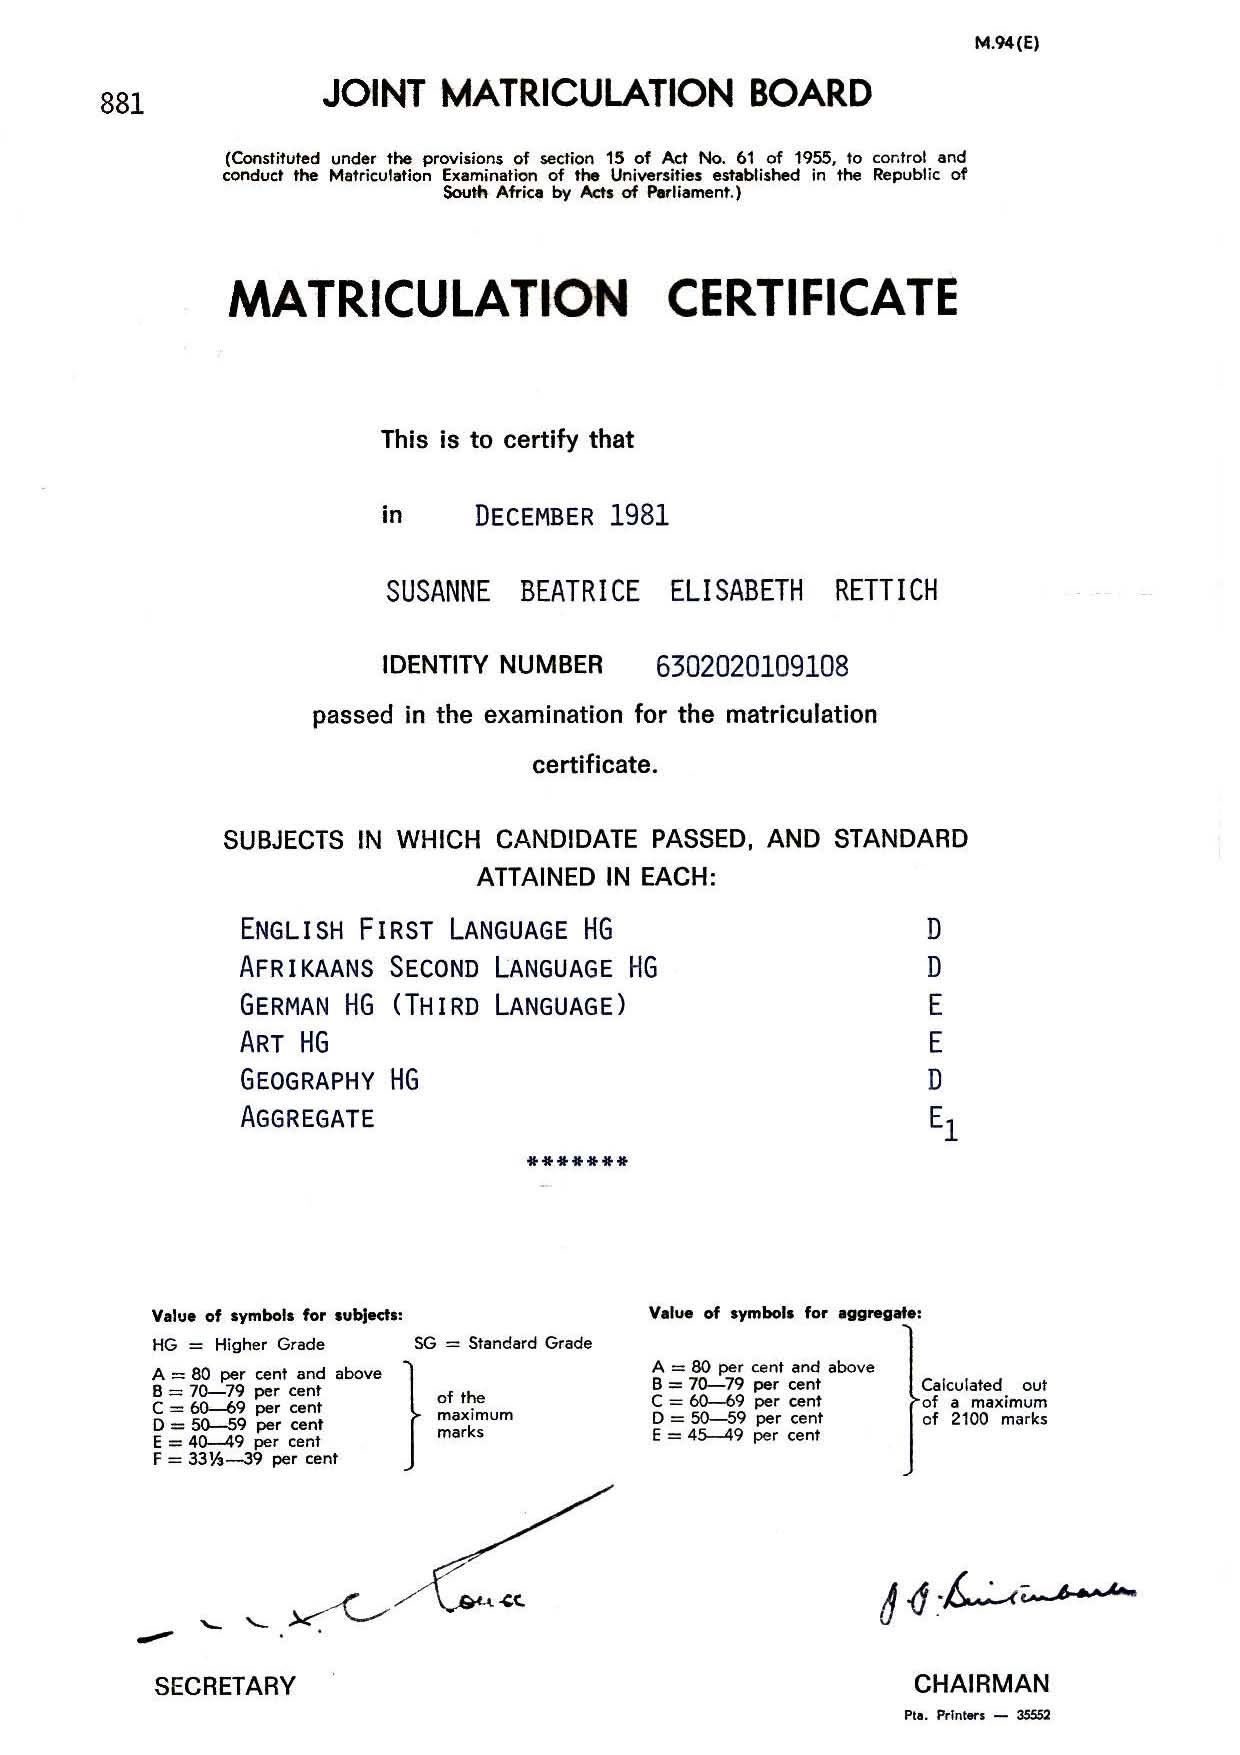 M.94(E)
881
JOINT MATRICULATION BOARD
(Constituted under the provisions of section 15 of Act No. 61 of 1955, to control and
conduct the Matriculation Examination of the Universities established in the Republic of
South Africa by Acts of Parliament.)
MATRICULATION CERTIFICATE
This is to certify that
in DECEMBER 1981
SUSANNE BEATRICE ELISABETH RETTICH
IDENTITY NUMBER 6302020109108
passed in the examination for the matriculation
certificate.
SUBJECTS IN WHICH CANDIDATE PASSED, AND STANDARD
ATTAINED IN EACH:
ENGLISH FIRST LANGUAGE HG D
AFRIKAANS SECOND LANGUAGE HG D
GERMAN HG (THIRD LANGUAGE) E
ART HG E
GEOGRAPHY HG D
AGGREGATE E1
*******
Value of symbols for subjects:
HG = Higher Grade SG = Standard Grade
A = 80 per cent and above
B = 70—79 per cent
C = 60—69 per cent
D = 50—59 per cent
E = 40—49 per cent
F = 33⅓—39 per cent
of the
maximum
marks
Value of symbols for aggregate:
A = 80 per cent and above
B = 70—79 per cent
C = 60—69 per cent
D = 50—59 per cent
E = 45—49 per cent
Calculated out
of a maximum
of 2100 marks
SECRETARY
CHAIRMAN
Pta. Printers — 35552